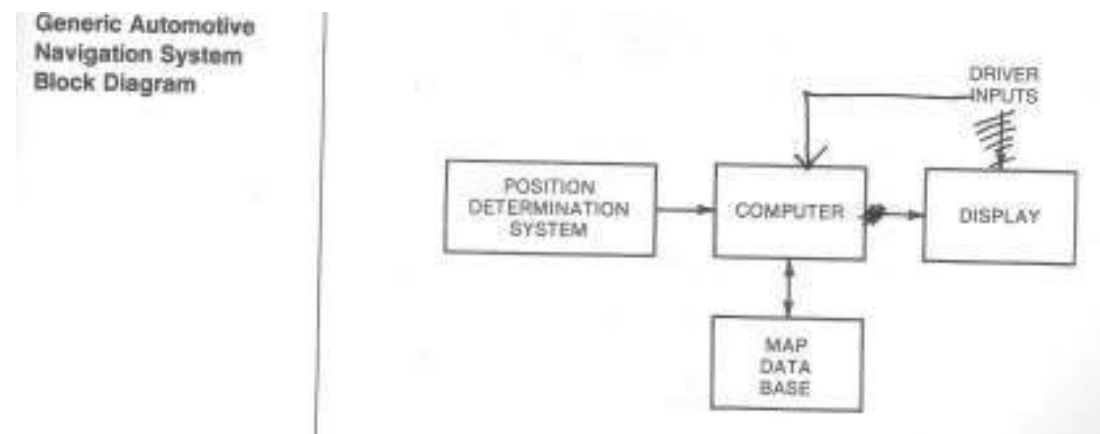 Generic Automotive
Navigation System
Block Diagram
DRIVER
INPUTS
POSITION
DETERMINATION
SYSTEM
COMPUTER
DISPLAY
MAP
DATA
BASE